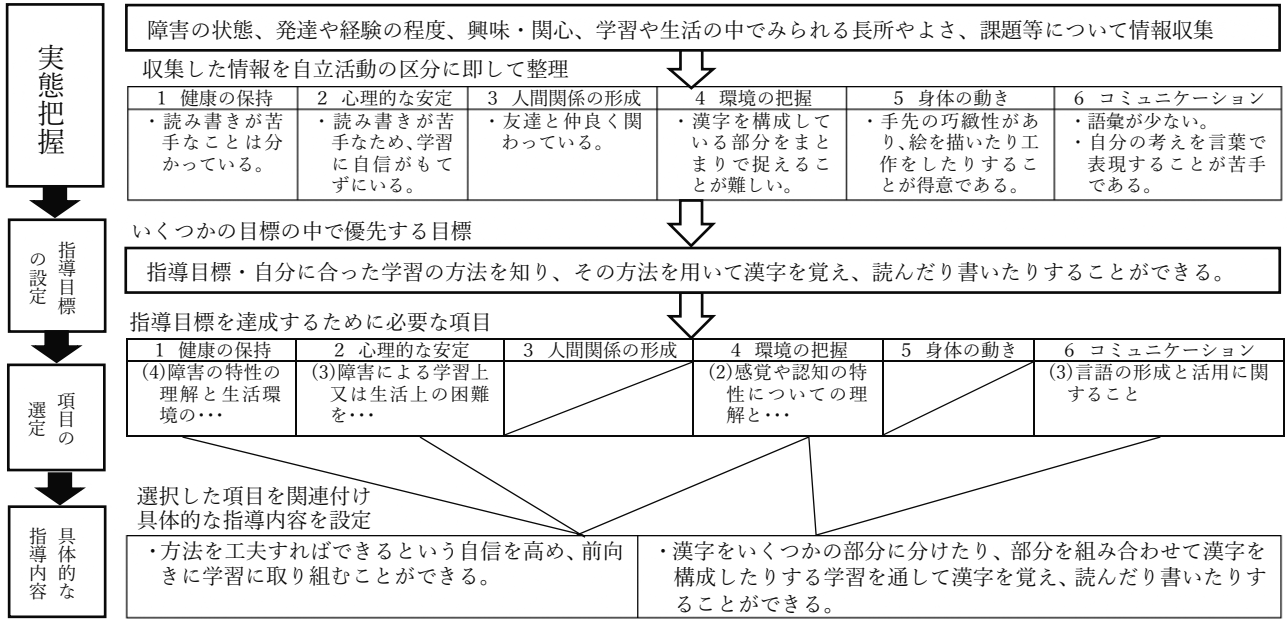 実態把握
障害の状態、発達や経験の程度、興味・関心、学習や生活の中でみられる長所やよさ、課題等について情報収集
収集した情報を自立活動の区分に即して整理
1 健康の保持
・読み書きが苦
手なことは分
かっている。
2 心理的な安定
・読み書きが苦
手なため、学習
に自信がもて
ずにいる。
3 人間関係の形成
・友達と仲良く関
わっている。
4 環境の把握
・漢字を構成して
いる部分をまと
まりで捉えるこ
とが難しい。
5 身体の動き
・手先の巧緻性があ
り、絵を描いたり工
作をしたりするこ
とが得意である。
6 コミュニケーション
・語彙が少ない。
・自分の考えを言葉で
表現することが苦手
である。
指導目標
の設定
いくつかの目標の中で優先する目標
指導目標・自分に合った学習の方法を知り、その方法を用いて漢字を覚え、読んだり書いたりすることができる。
項目の
選定
指導目標を達成するために必要な項目
1 健康の保持
(4)障害の特性の
理解と生活環
境の・・・
2 心理的な安定
(3)障害による学習上
又は生活上の困難
を・・・
3 人間関係の形成
4 環境の把握
(2)感覚や認知の特
性についての理
解と・・・
5 身体の動き
6 コミュニケーション
(3)言語の形成と活用に関
すること
具体的な
指導内容
選択した項目を関連付け
具体的な指導内容を設定
・方法を工夫すればできるという自信を高め、前向
きに学習に取り組むことができる。
・漢字をいくつかの部分に分けたり、部分を組み合わせて漢字を
構成したりする学習を通して漢字を覚え、読んだり書いたりす
ることができる。